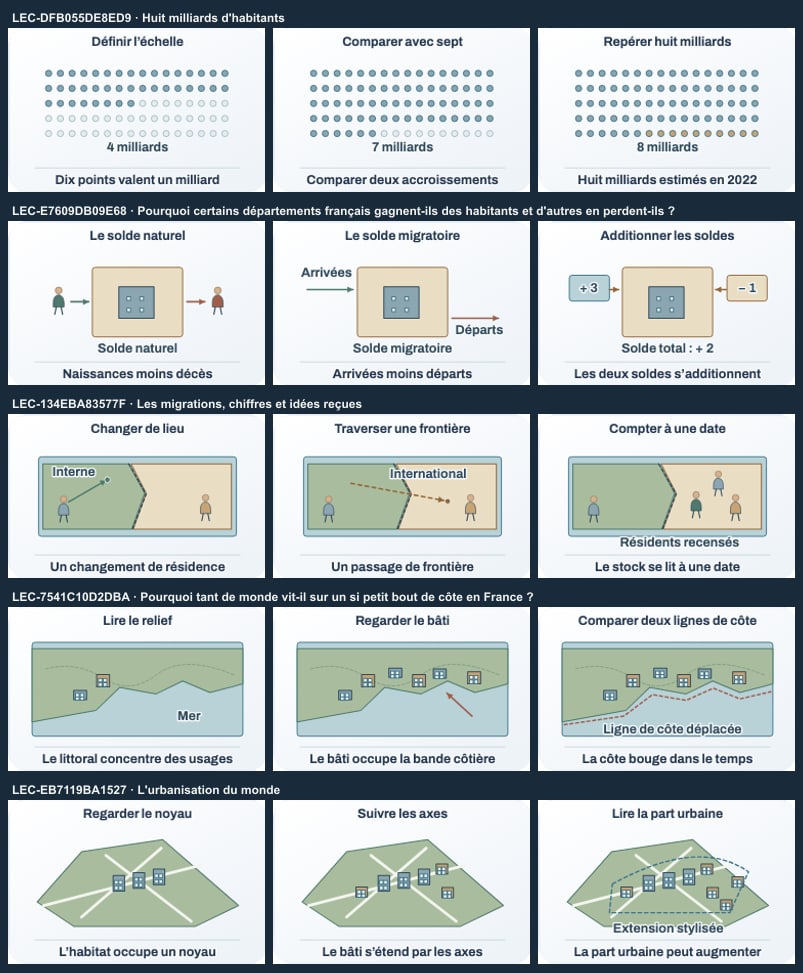 LEC-DFB055DE8ED9 · Huit milliards d'habitants
Définir l’échelle
Comparer avec sept
Repérer huit milliards
4 milliards
7 milliards
8 milliards
Dix points valent un milliard
Comparer deux accroissements
Huit milliards estimés en 2022
LEC-E7609DB09E68 · Pourquoi certains départements français gagnent-ils des habitants et d'autres en perdent-ils ?
Le solde naturel
Le solde migratoire
Additionner les soldes
Arrivées
+ 3
– 1
Départs
Solde naturel
Solde migratoire
Solde total : + 2
Naissances moins décès
Arrivées moins départs
Les deux soldes s’additionnent
LEC-134EBA83577F · Les migrations, chiffres et idées reçues
Changer de lieu
Traverser une frontière
Compter à une date
Interne
International
Résidents recensés
Un changement de résidence
Un passage de frontière
Le stock se lit à une date
LEC-7541C10D2DBA · Pourquoi tant de monde vit-il sur un si petit bout de côte en France ?
Lire le relief
Regarder le bâti
Comparer deux lignes de côte
Mer
Ligne de côte déplacée
Le littoral concentre des usages
Le bâti occupe la bande côtière
La côte bouge dans le temps
LEC-EB7119BA1527 · L'urbanisation du monde
Regarder le noyau
Suivre les axes
Lire la part urbaine
Extension stylisée
L’habitat occupe un noyau
Le bâti s’étend par les axes
La part urbaine peut augmenter